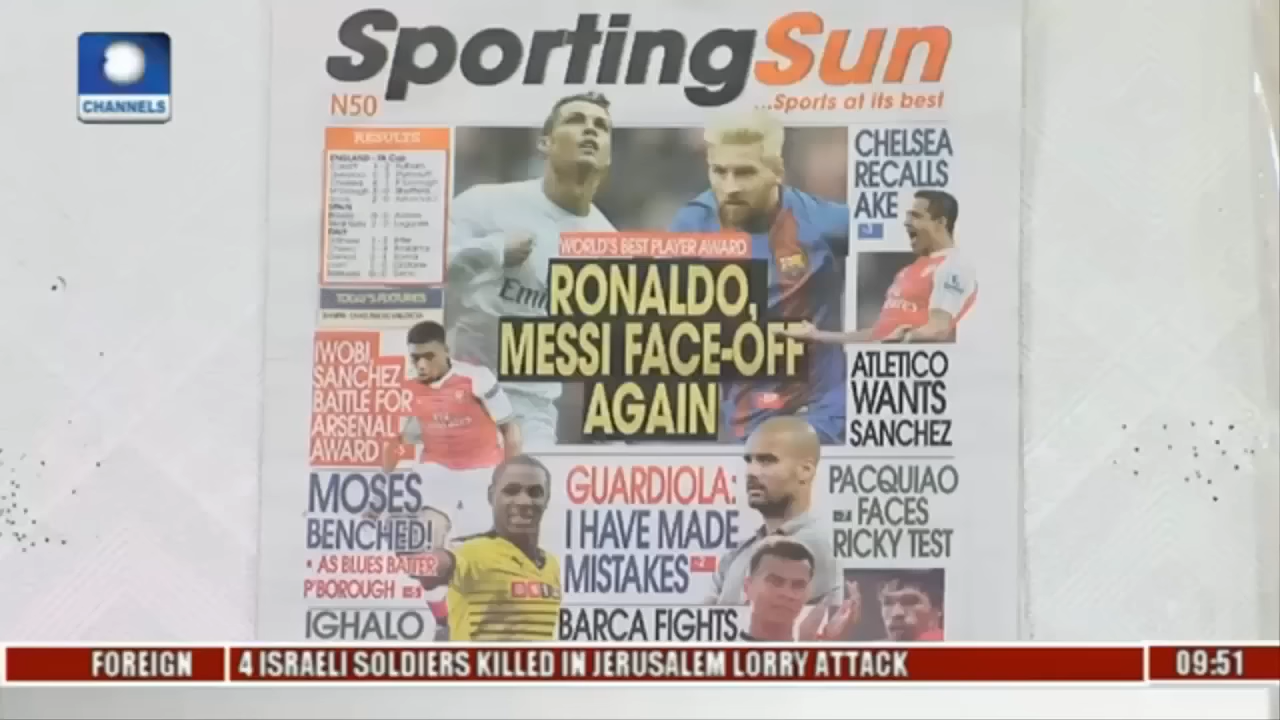 CHANNELS
SportingSun
...Sports at its best
N50
RESULTS
ENGLAND - FA Cup
CHELSEA
RECALLS
AKE
WORLD'S BEST PLAYER AWARD
RONALDO,
MESSI FACE-OFF
AGAIN
IWOBI,
SANCHEZ
BATTLE FOR
ARSENAL
AWARD
ATLETICO
WANTS
SANCHEZ
MOSES
BENCHED!
• AS BLUES BATTER
P'BOROUGH
GUARDIOLA:
I HAVE MADE
MISTAKES
PACQUIAO
FACES
RICKY TEST
IGHALO
BARCA FIGHTS
FOREIGN
4 ISRAELI SOLDIERS KILLED IN JERUSALEM LORRY ATTACK
09:51